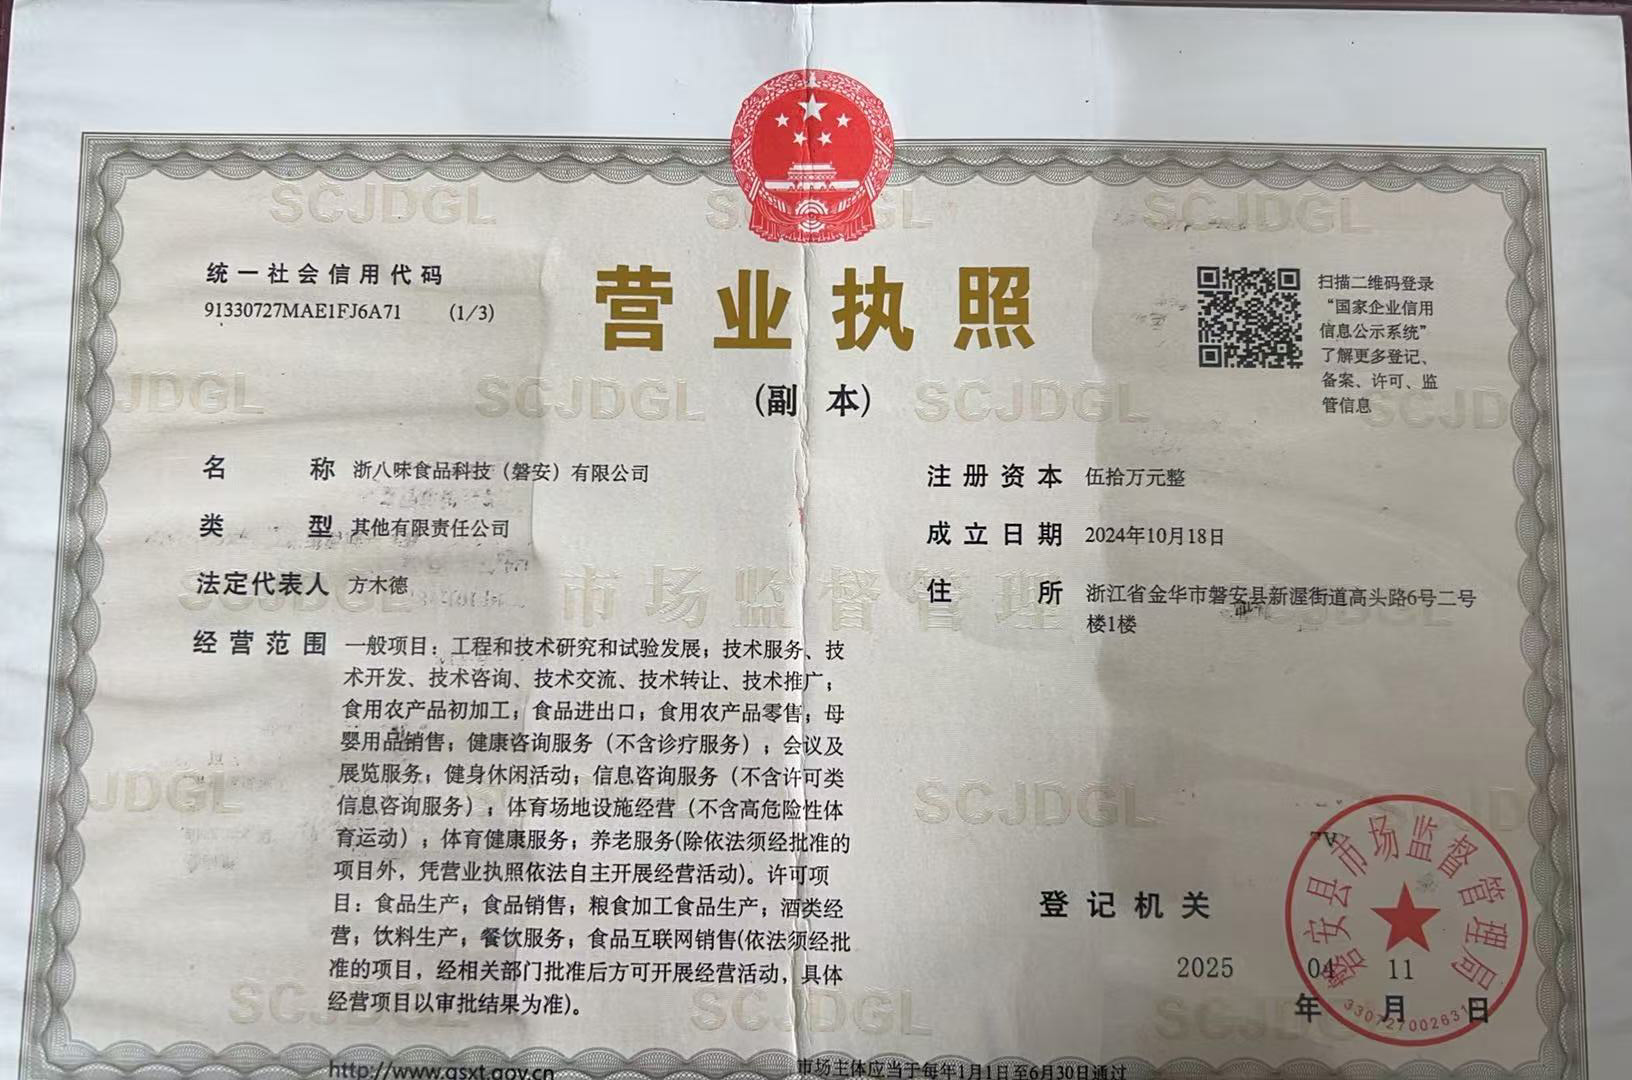 统一社会信用代码
91330727MAE1FJ6A71 (1/3)
营业执照
(副 本)
扫描二维码登录
“国家企业信用
信息公示系统”
了解更多登记、
备案、许可、监
管信息
名 称 浙八味食品科技（磐安）有限公司
类 型 其他有限责任公司
法定代表人 方木德
经营范围 一般项目：工程和技术研究和试验发展；技术服务、技
术开发、技术咨询、技术交流、技术转让、技术推广；
食用农产品初加工；食品进出口；食用农产品零售；母
婴用品销售；健康咨询服务（不含诊疗服务）；会议及
展览服务；健身休闲活动；信息咨询服务（不含许可类
信息咨询服务）；体育场地设施经营（不含高危险性体
育运动）；体育健康服务；养老服务(除依法须经批准的
项目外，凭营业执照依法自主开展经营活动)。许可项
目：食品生产；食品销售；粮食加工食品生产；酒类经
营；饮料生产；餐饮服务；食品互联网销售(依法须经批
准的项目，经相关部门批准后方可开展经营活动，具体
经营项目以审批结果为准)。
注册资本 伍拾万元整
成立日期 2024年10月18日
住 所 浙江省金华市磐安县新渥街道高头路6号二号
楼1楼
登记机关
2025 04 11
年 月 日
磐安县市场监督管理局
SCJDGL
市场监督管理
http://www.gsxt.gov.cn
市场主体应当于每年1月1日至6月30日通过